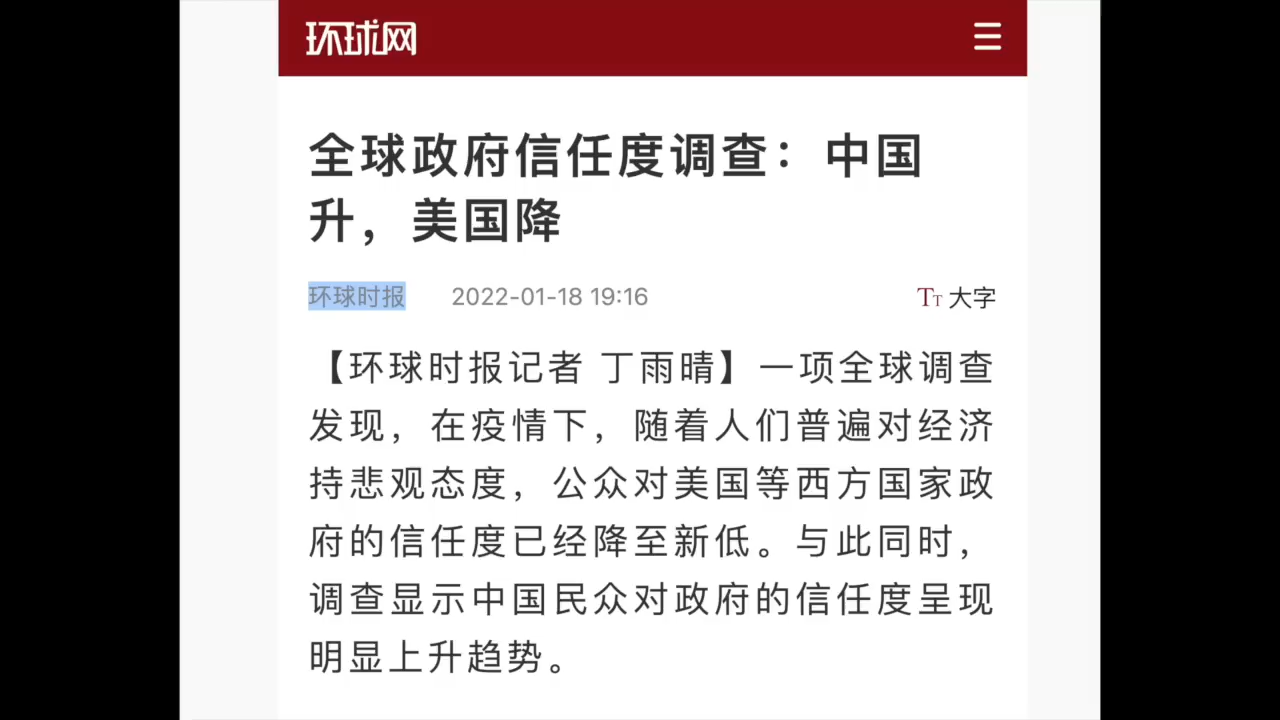 环球网
全球政府信任度调查：中国
升，美国降
环球时报 2022-01-18 19:16 TT 大字
【环球时报记者 丁雨晴】一项全球调查
发现，在疫情下，随着人们普遍对经济
持悲观态度，公众对美国等西方国家政
府的信任度已经降至新低。与此同时，
调查显示中国民众对政府的信任度呈现
明显上升趋势。